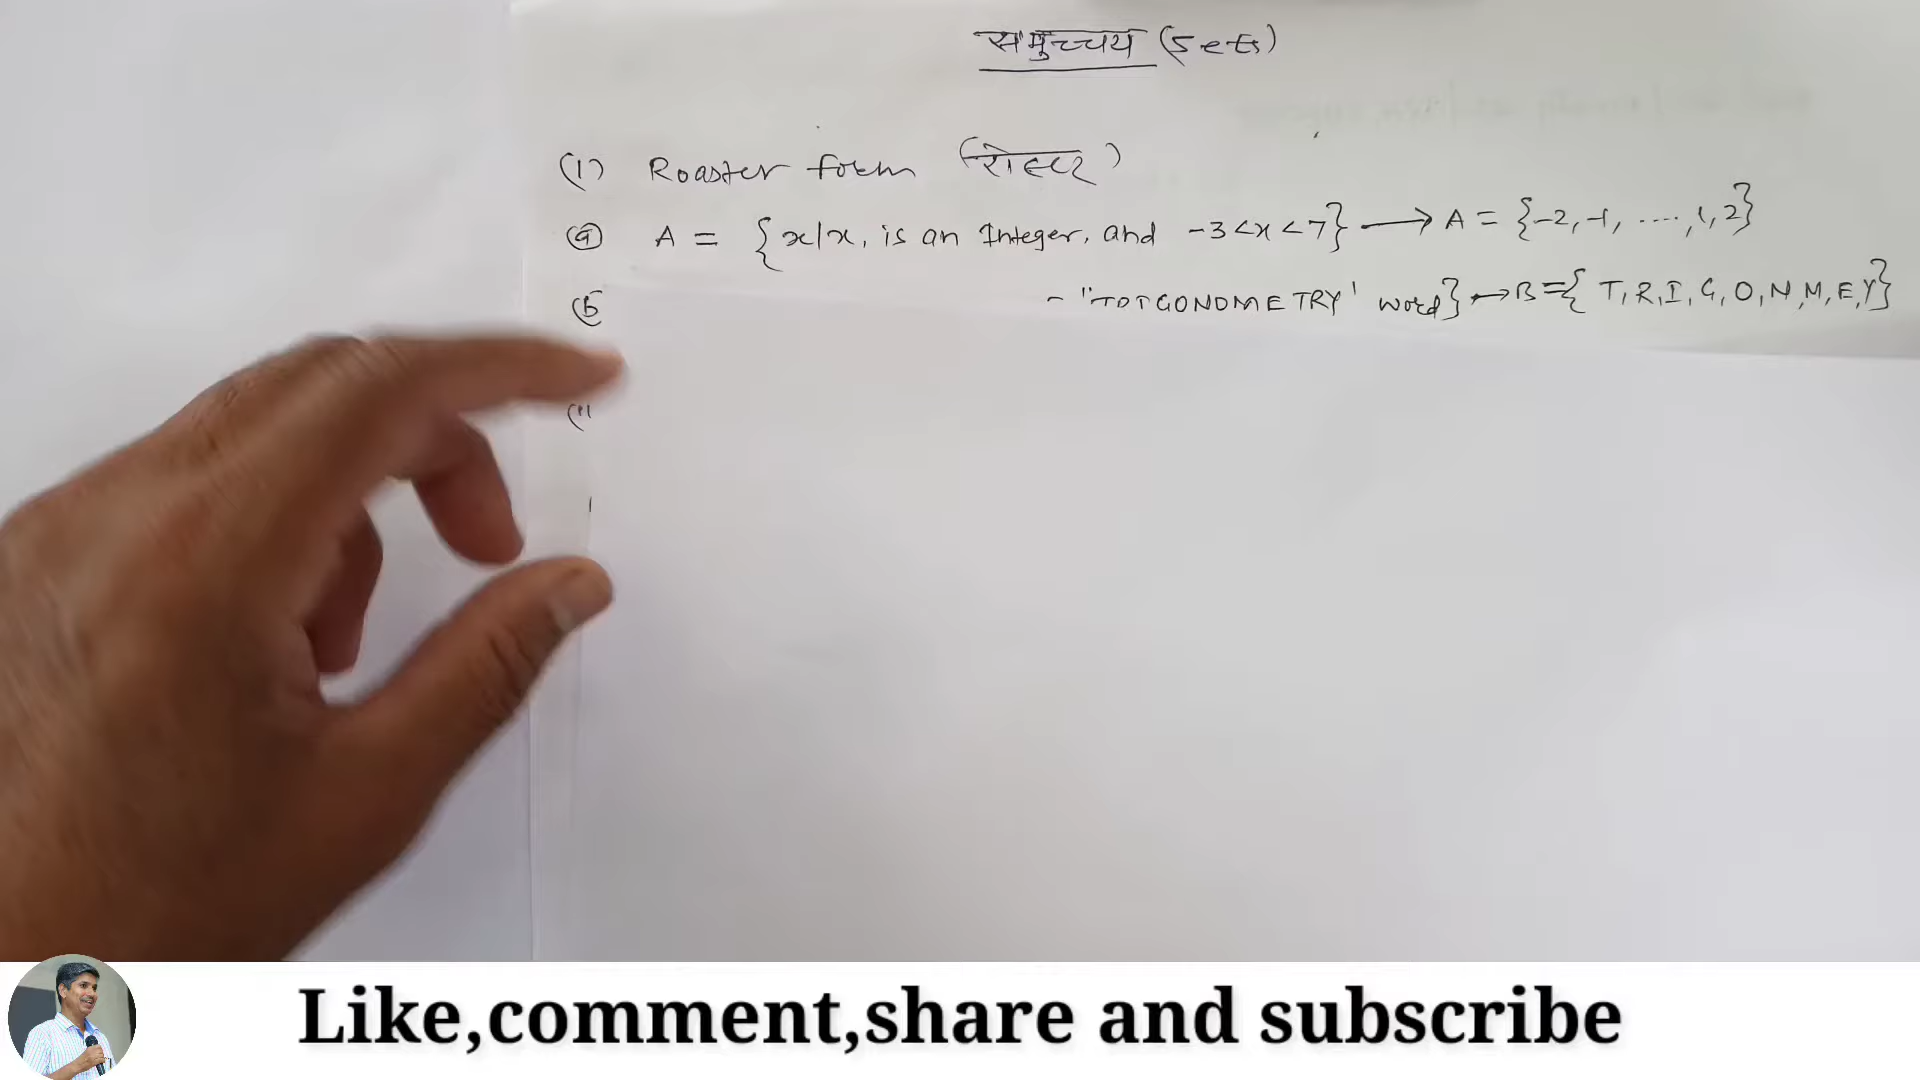 समुच्चय (Sets)
(1) Roaster form (रोस्टर)
(a) A = {x/x, is an Integer, and -3<x<7} → A = {-2,-1, ....,1,2}
(b - "TOTGONOMETRY' word} → B={ T,R,I,G,O,N,M,E,Y}
Like,comment,share and subscribe